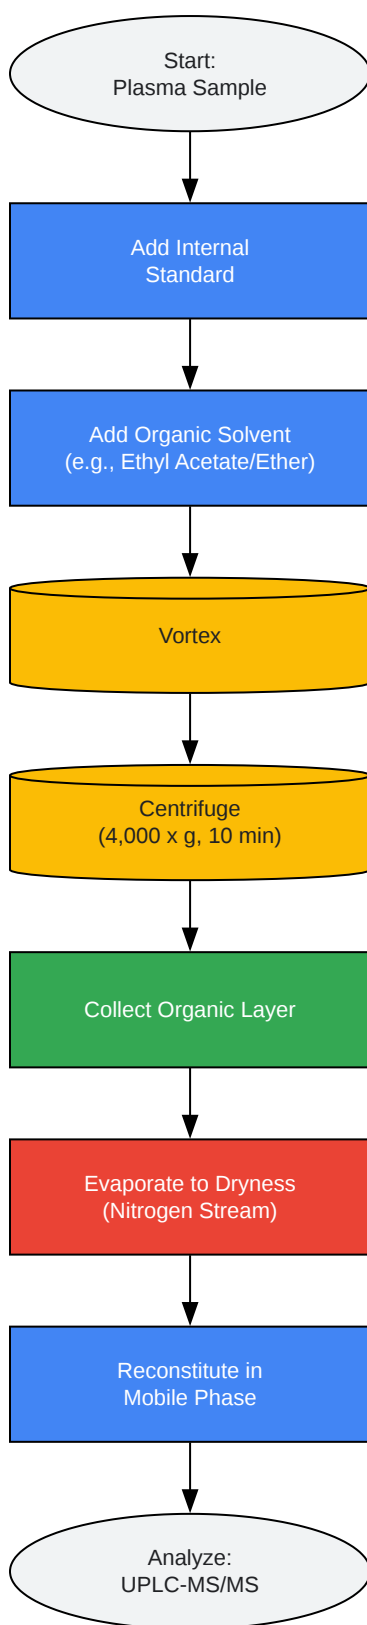 Start:
Plasma Sample
Add Internal
Standard
Add Organic Solvent
(e.g., Ethyl Acetate/Ether)
Vortex
Centrifuge
(4,000 x g, 10 min)
Collect Organic Layer
Evaporate to Dryness
(Nitrogen Stream)
Reconstitute in
Mobile Phase
Analyze:
UPLC-MS/MS